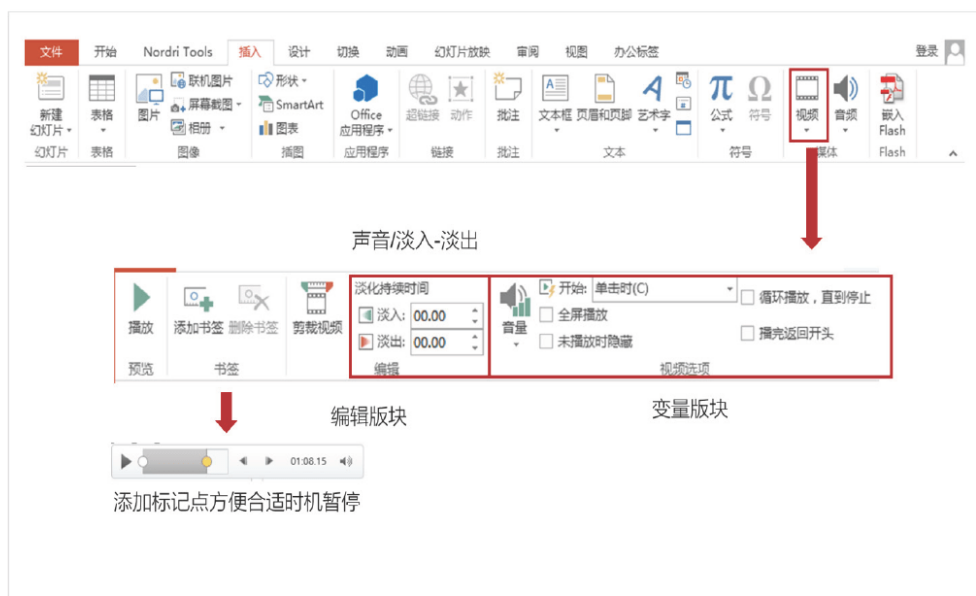 文件 开始 Nordri Tools 插入 设计 切换 动画 幻灯片放映 审阅 视图 办公标签 登录
新建
幻灯片
表格
图片
联机图片
屏幕截图
相册
形状
SmartArt
图表
Office
应用程序
超链接
动作
批注
文本框
页眉和页脚
艺术字
公式
符号
视频
音频
嵌入
Flash
幻灯片 表格 图像 插图 应用程序 链接 批注 文本 符号 媒体 Flash
声音/淡入-淡出
播放
添加书签
删除书签
剪裁视频
淡化持续时间
淡入: 00.00
淡出: 00.00
音量
开始: 单击时(C)
全屏播放
未播放时隐藏
循环播放，直到停止
播完返回开头
预览 书签 编辑 视频选项
编辑版块
变量版块
01:08.15
添加标记点方便合适时机暂停